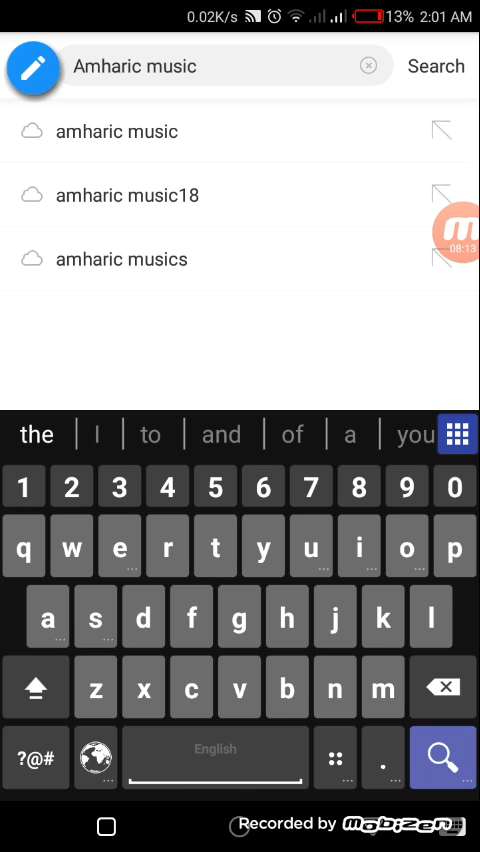 0.02K/s 13% 2:01 AM
Amharic music Search
amharic music
amharic music18
amharic musics
m
08:13
the I to and of a you
1 2 3 4 5 6 7 8 9 0
q w e r t y u i o p
a s d f g h j k l
z x c v b n m
?@# English .
Recorded by mobizen